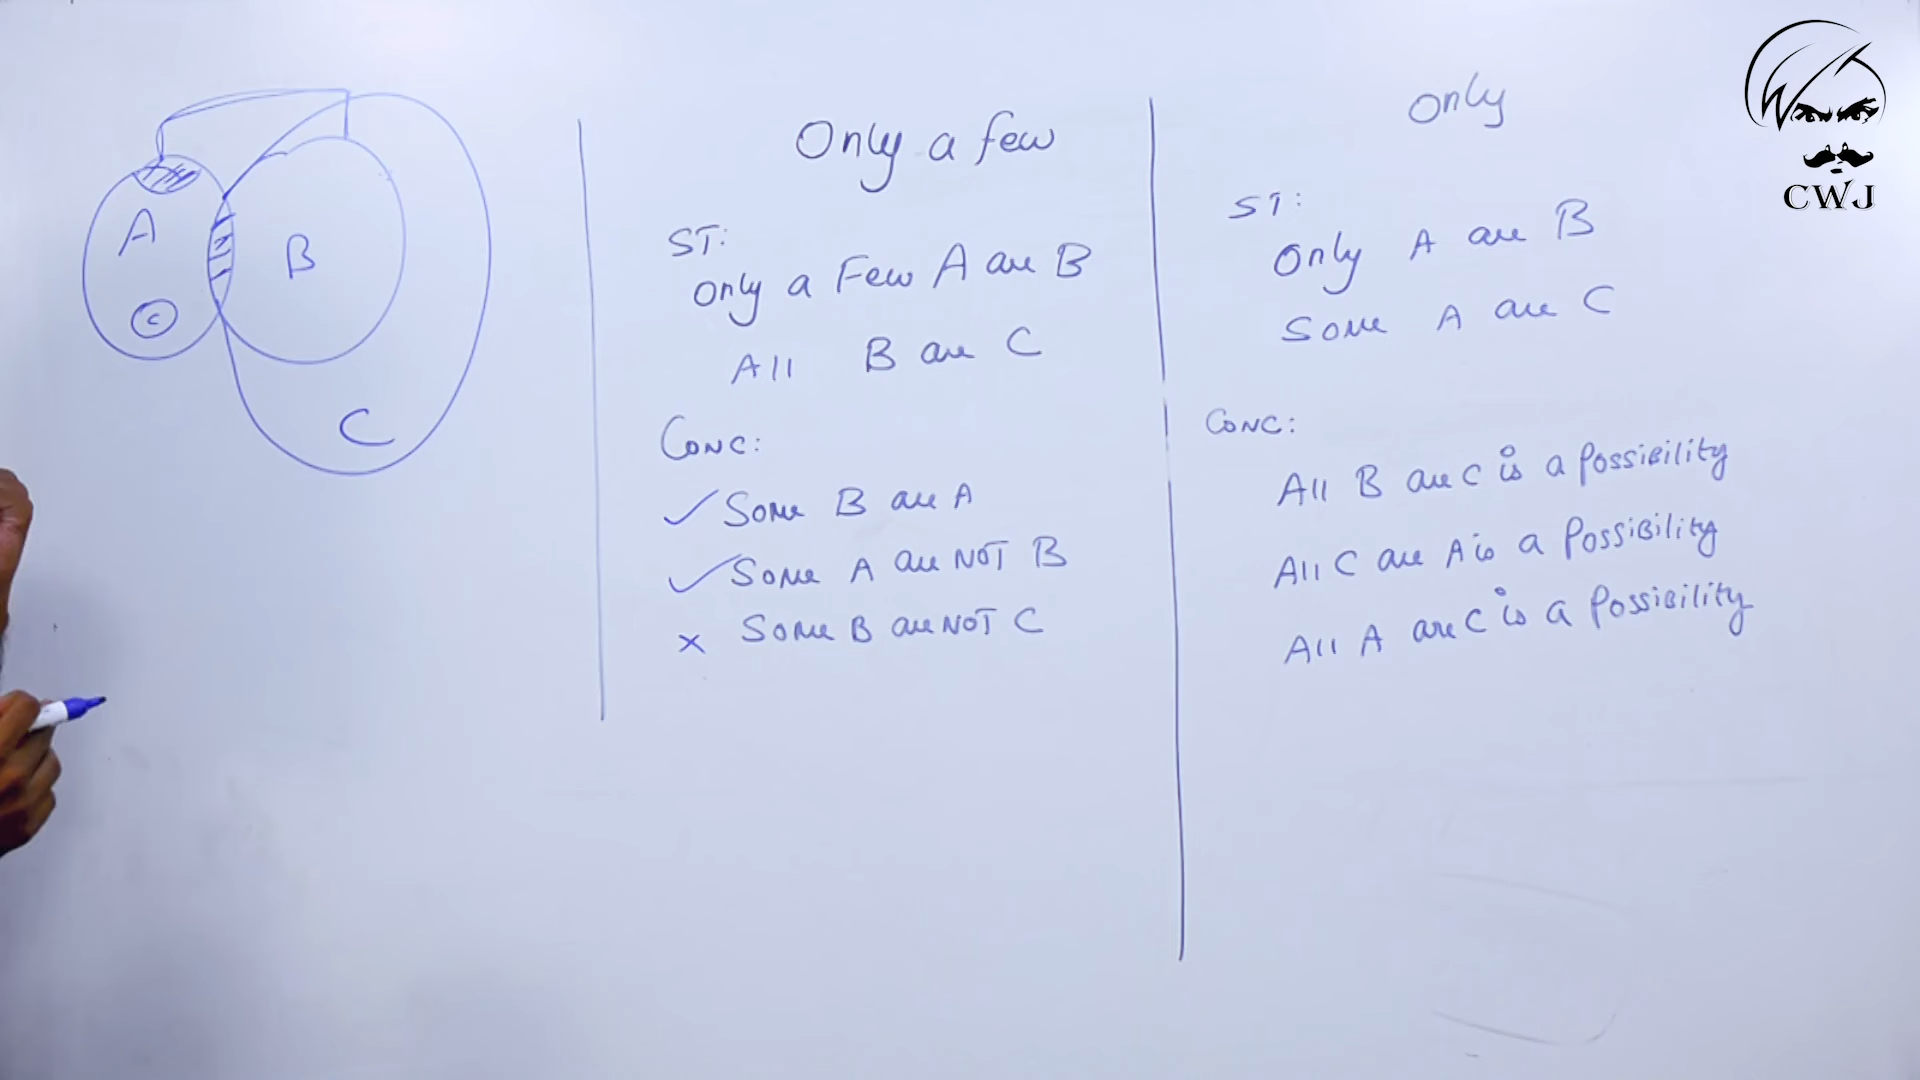 A
B
C
C
Only a few
ST:
Only a Few A are B
All B are C
CONC:
✓ Some B are A
✓ Some A are NOT B
x Some B are NOT C
Only
ST:
Only A are B
Some A are C
CONC:
All B are C is a Possibility
All C are A is a Possibility
All A are C is a Possibility
CWJ